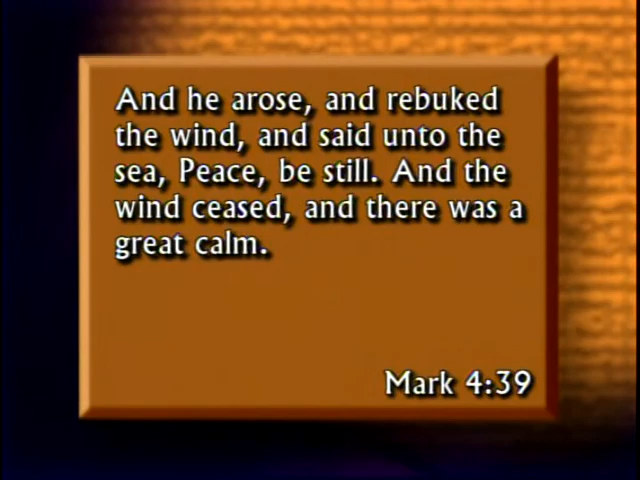 And he arose, and rebuked
the wind, and said unto the
sea, Peace, be still. And the
wind ceased, and there was a
great calm.
Mark 4:39